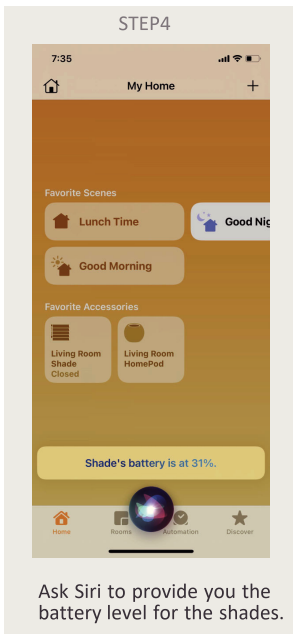 STEP4
7:35
My Home
Favorite Scenes
Lunch Time
Good Nig
Good Morning
Favorite Accessories
Living Room
Shade
Closed
Living Room
HomePod
Shade's battery is at 31%.
Home
Rooms
Automation
Discover
Ask Siri to provide you the
battery level for the shades.